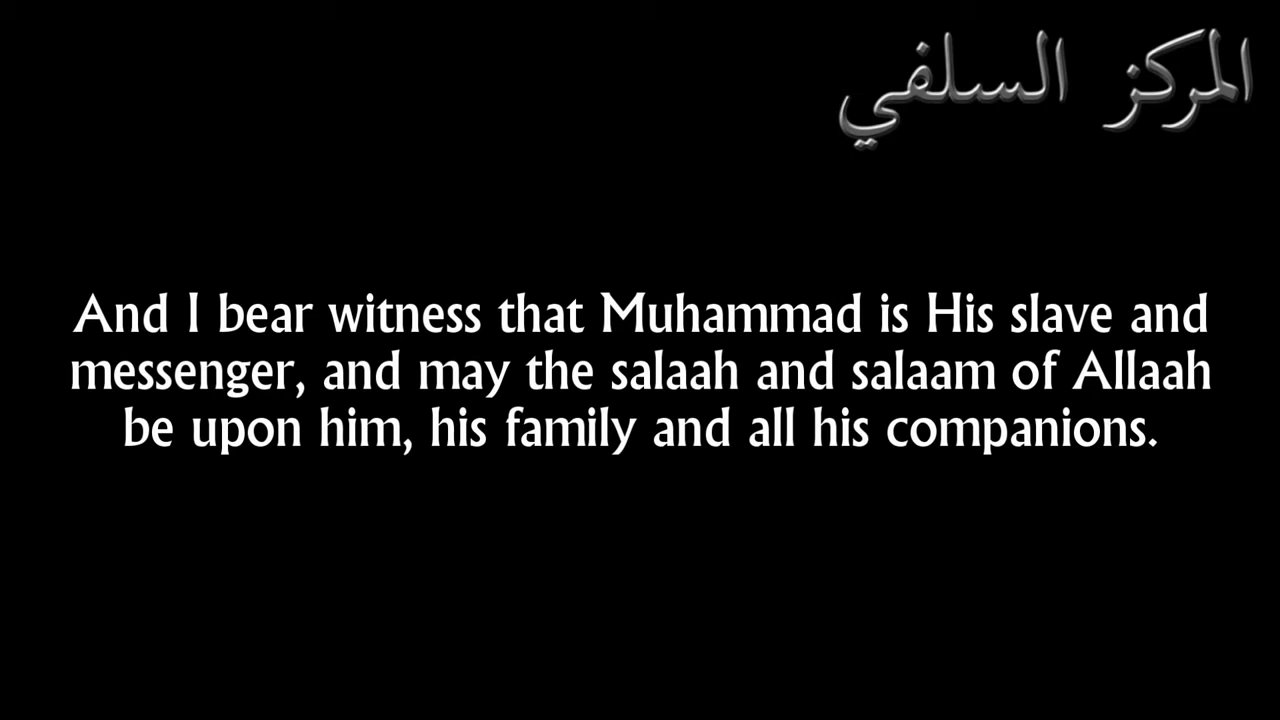 المركز السلفي
And I bear witness that Muhammad is His slave and
messenger, and may the salaah and salaam of Allaah
be upon him, his family and all his companions.